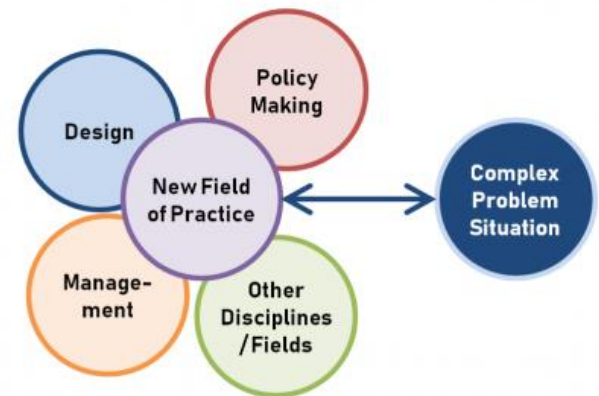 Policy
Making
Design
New Field
of Practice
Complex
Problem
Situation
Manage-
ment
Other
Disciplines
/Fields